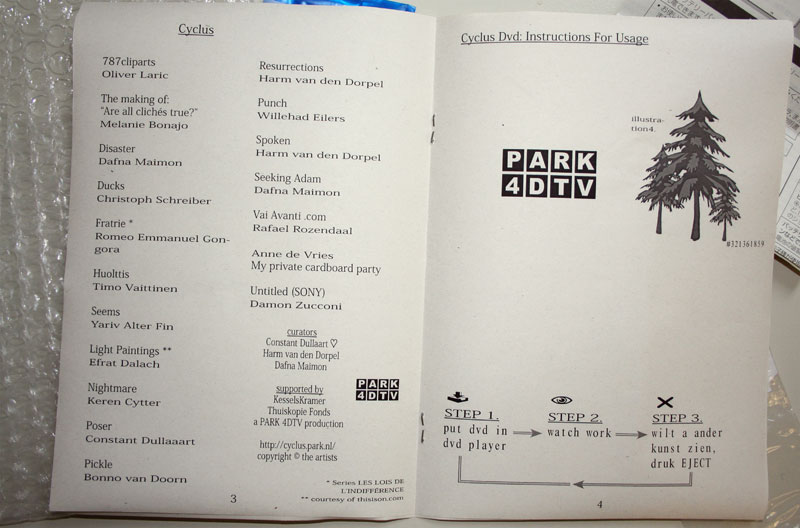 Cyclus
787cliparts
Oliver Laric
The making of:
"Are all clichés true?"
Melanie Bonajo
Disaster
Dafna Maimon
Ducks
Christoph Schreiber
Fratrie *
Romeo Emmanuel Gon-
gora
Huolttis
Timo Vaittinen
Seems
Yariv Alter Fin
Light Paintings **
Efrat Dalach
Nightmare
Keren Cytter
Poser
Constant Dullaaart
Pickle
Bonno van Doorn
Resurrections
Harm van den Dorpel
Punch
Willehad Eilers
Spoken
Harm van den Dorpel
Seeking Adam
Dafna Maimon
Vai Avanti .com
Rafael Rozendaal
Anne de Vries
My private cardboard party
Untitled (SONY)
Damon Zucconi
curators
Constant Dullaart ♡
Harm van den Dorpel
Dafna Maimon
supported by
KesselsKramer
Thuiskopie Fonds
a PARK 4DTV production
PARK
4DTV
http://cyclus.park.nl/
copyright © the artists
* Series LES LOIS DE
L'INDIFFÉRENCE
** courtesy of thisison.com
3
Cyclus Dvd: Instructions For Usage
illustra-
tion4.
PARK
4DTV
#321361859
STEP 1.
put dvd in
dvd player
STEP 2.
watch work
STEP 3.
wilt a ander
kunst zien,
druk EJECT
4